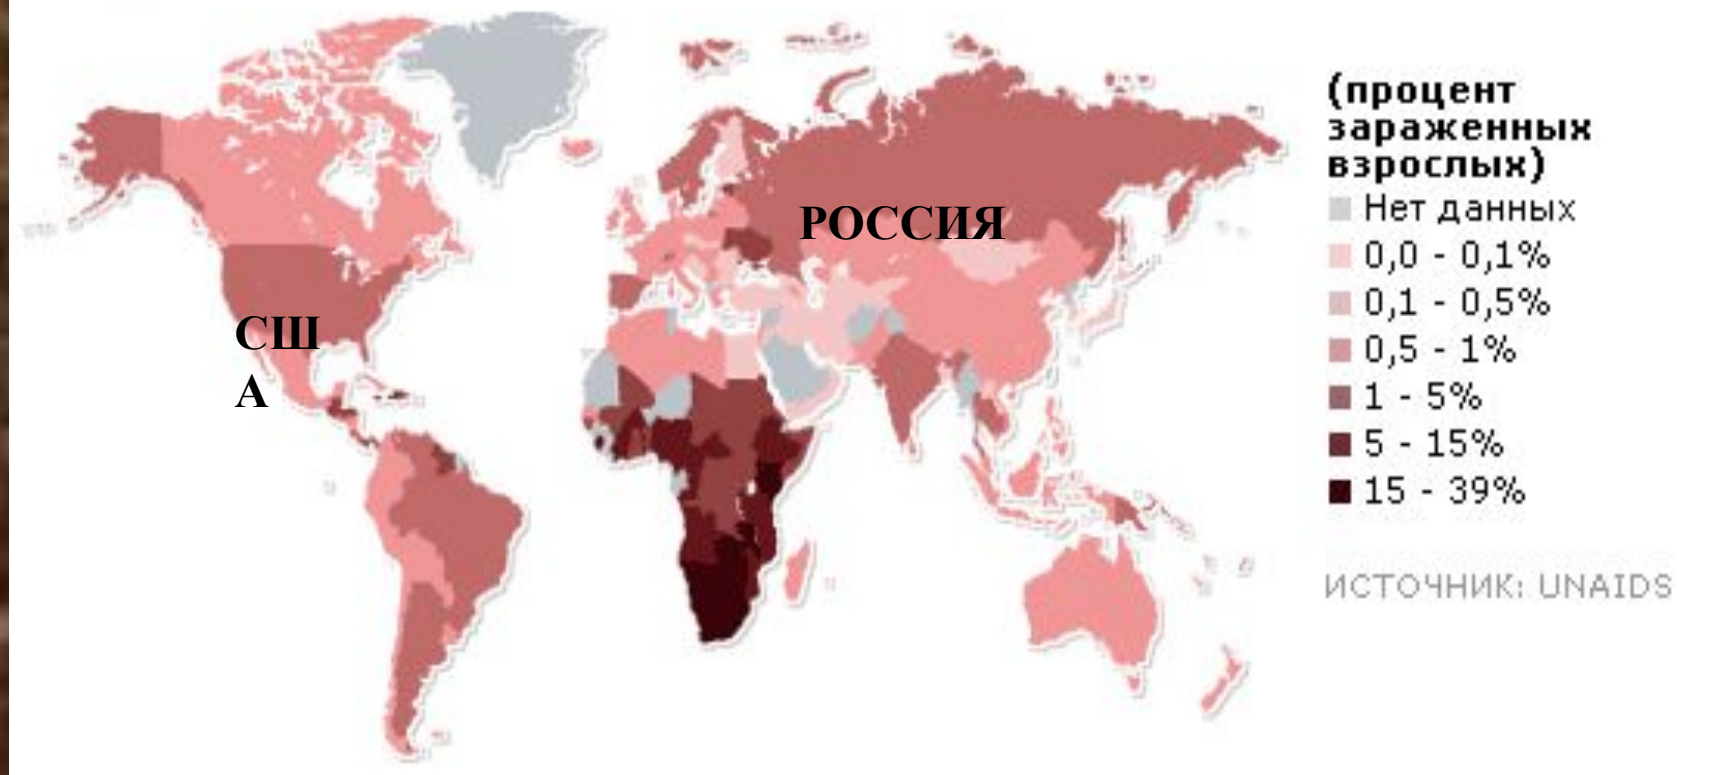 (процент
зараженных
взрослых)
Нет данных
0,0 - 0,1%
0,1 - 0,5%
0,5 - 1%
1 - 5%
5 - 15%
15 - 39%
ИСТОЧНИК: UNAIDS
РОССИЯ
СШ
А